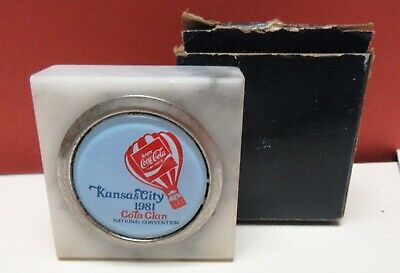 ENJOY
Coca-Cola
Kansas City
1981
Cola Clan
NATIONAL CONVENTION